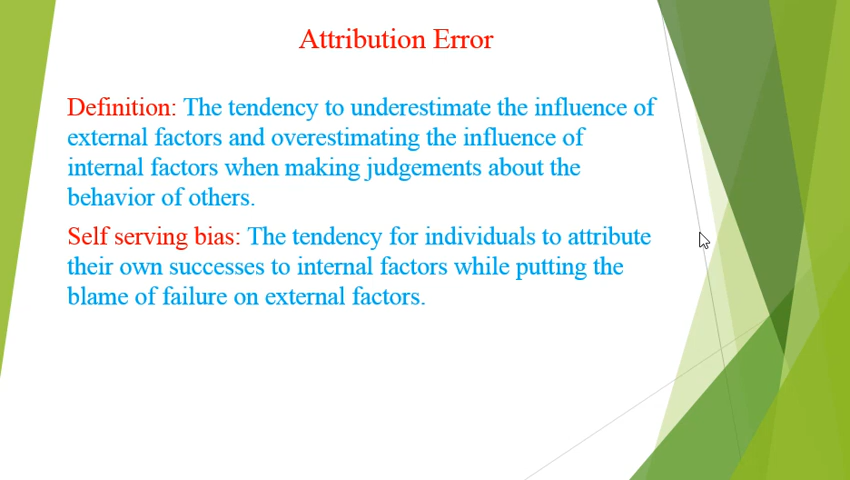 Attribution Error
Definition: The tendency to underestimate the influence of
external factors and overestimating the influence of
internal factors when making judgements about the
behavior of others.
Self serving bias: The tendency for individuals to attribute
their own successes to internal factors while putting the
blame of failure on external factors.